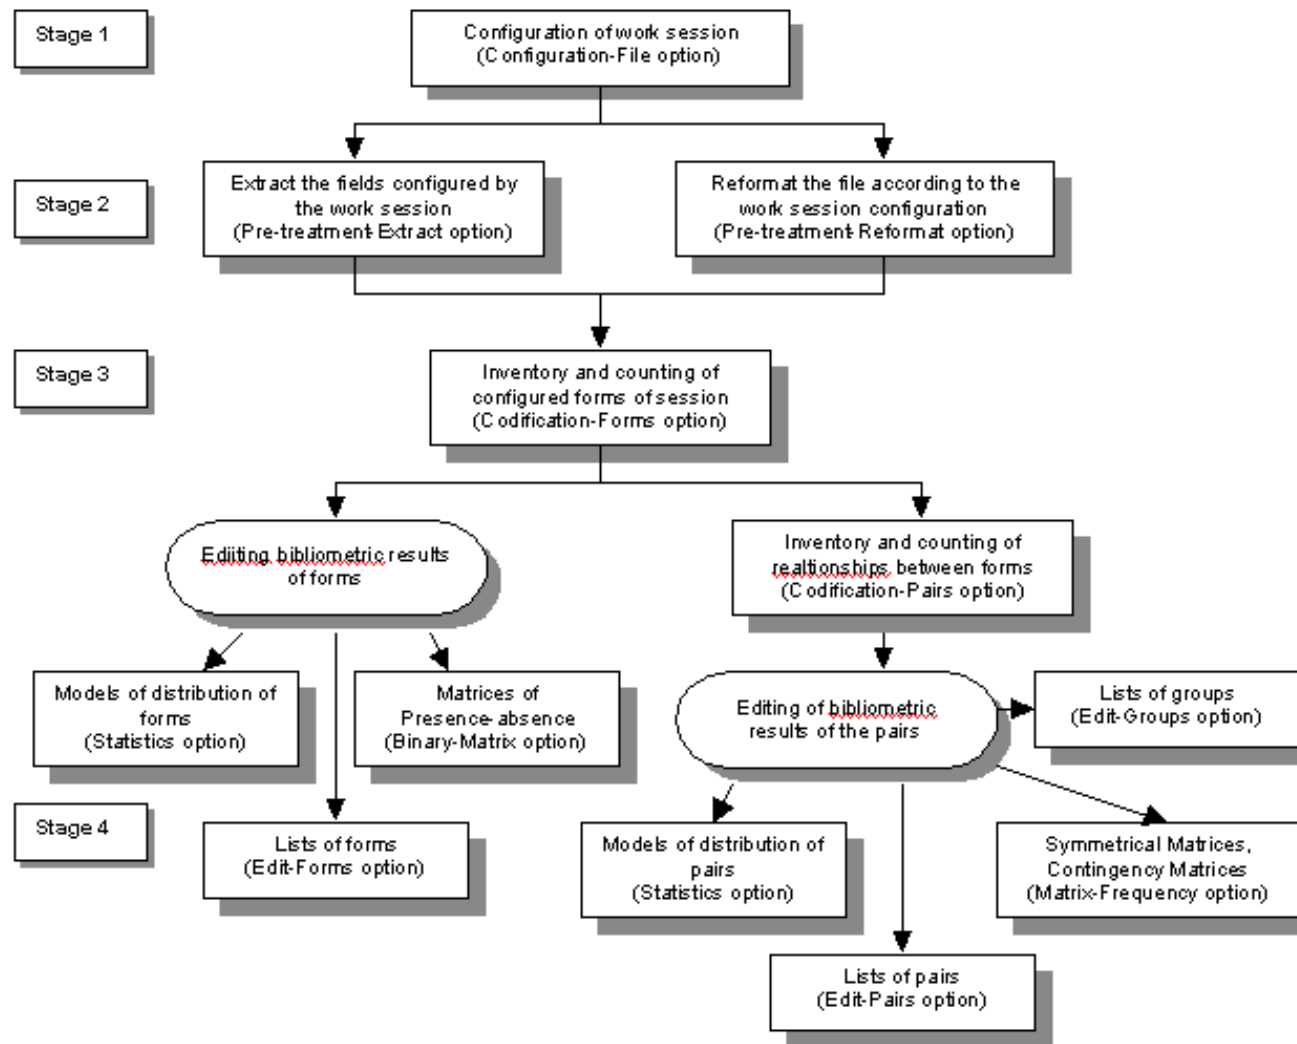 Stage 1
Configuration of work session
(Configuration-File option)
Stage 2
Extract the fields configured by
the work session
(Pre-treatment-Extract option)
Reformat the file according to the
work session configuration
(Pre-treatment-Reformat option)
Stage 3
Inventory and counting of
configured forms of session
(Codification-Forms option)
Ediiting bibliometric results
of forms
Inventory and counting of
realtionships between forms
(Codification-Pairs option)
Models of distribution of
forms
(Statistics option)
Matrices of
Presence-absence
(Binary-Matrix option)
Editing of bibliometric
results of the pairs
Lists of groups
(Edit-Groups option)
Stage 4
Lists of forms
(Edit-Forms option)
Models of distribution of
pairs
(Statistics option)
Symmetrical Matrices,
Contingency Matrices
(Matrix-Frequency option)
Lists of pairs
(Edit-Pairs option)